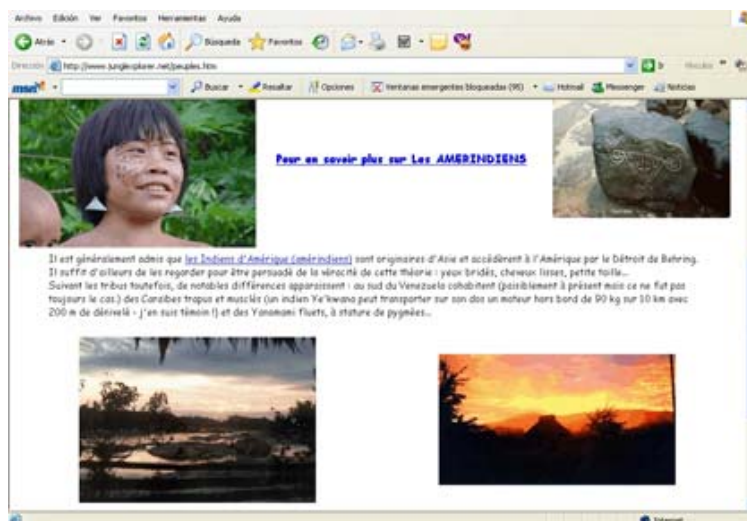 Archivo Edición Ver Favoritos Herramientas Ayuda
Atrás Búsqueda Favoritos
Dirección http://www.junglexplorer.net/peuples.htm Ir Vínculos
msn Buscar Resaltar Opciones Ventanas emergentes bloqueadas (95) Hotmail Messenger Noticias
Pour en savoir plus sur Les AMERINDIENS
Il est généralement admis que les Indiens d'Amérique (amérindiens) sont originaires d'Asie et accédèrent à l'Amérique par le Détroit de Behring.
Il suffit d'ailleurs de les regarder pour être persuadé de la véracité de cette théorie : yeux bridés, cheveux lisses, petite taille...
Suivant les tribus toutefois, de notables différences apparaissent : au sud du Venezuela cohabitent (paisiblement à présent mais ce ne fut pas
toujours le cas.) des Caraïbes trapus et musclés (un indien Ye'kwana peut transporter sur son dos un moteur hors bord de 90 kg sur 10 km avec
200 m de dénivelé - j'en suis témoin !) et des Yanomami fluets, à stature de pygmées...
Internet